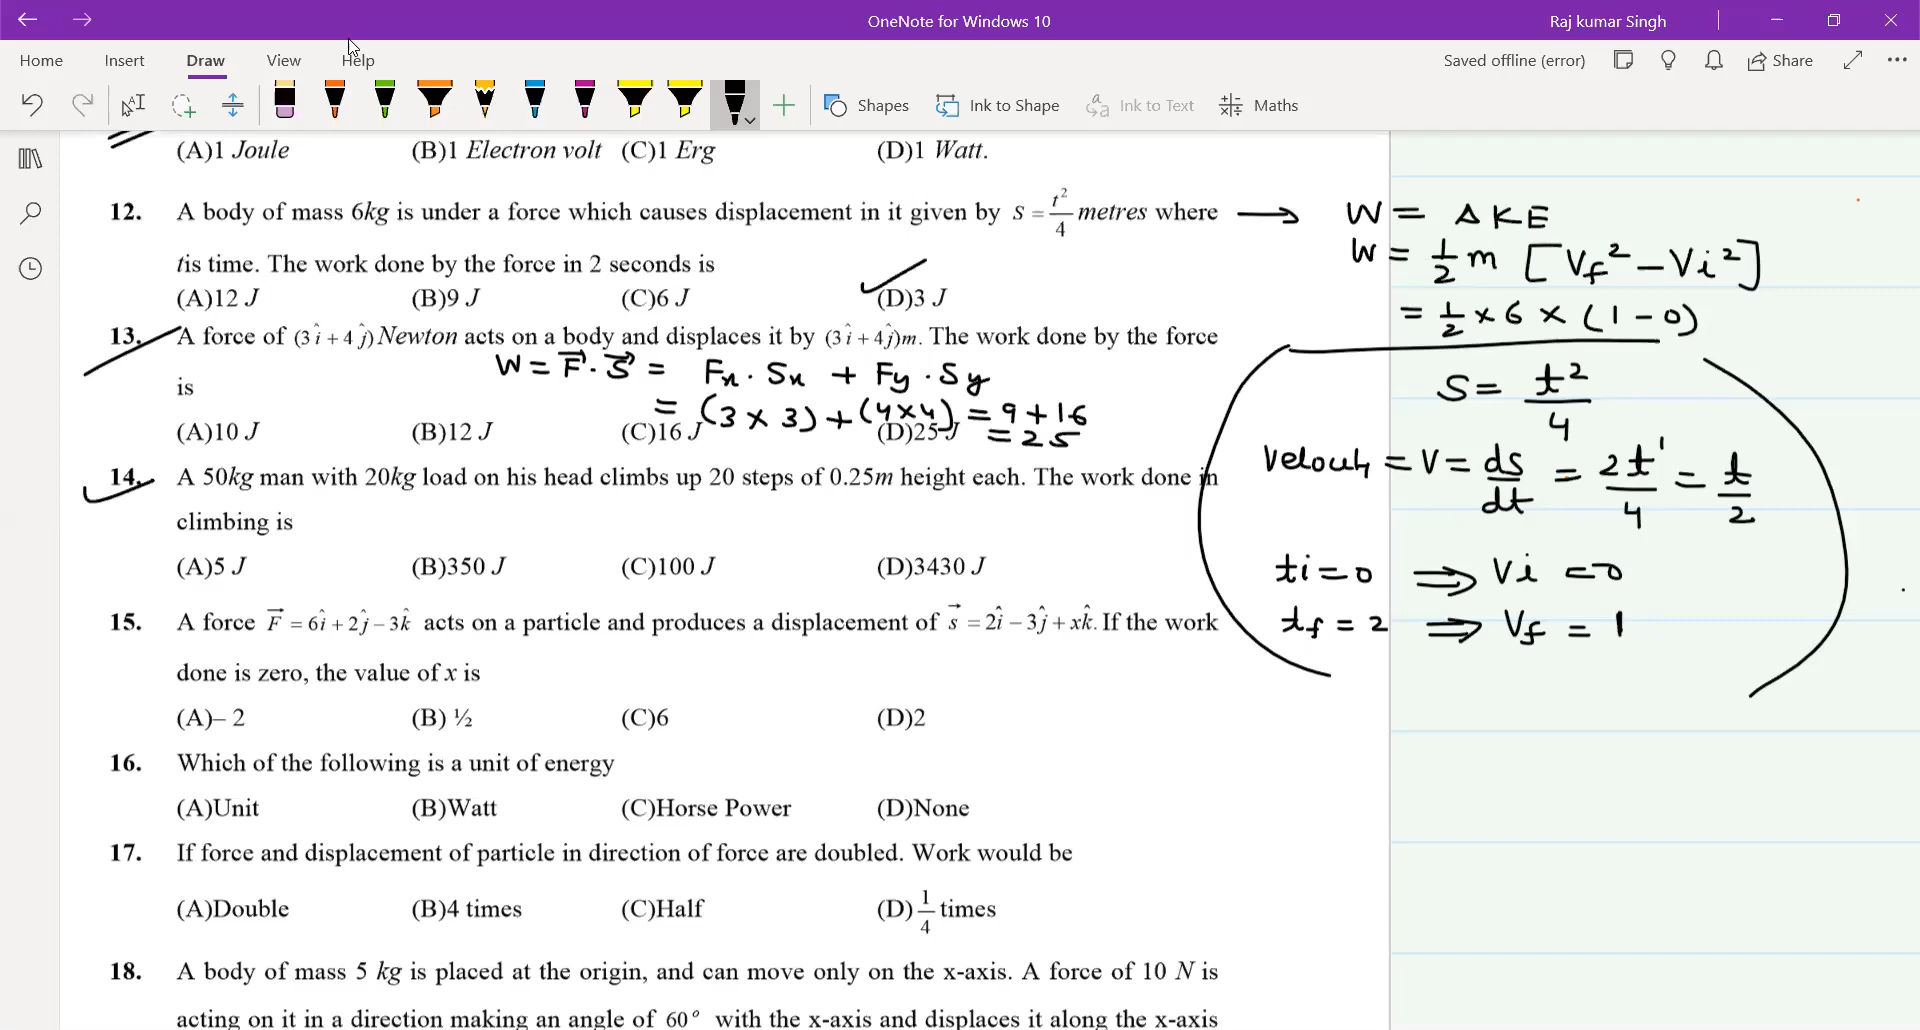 OneNote for Windows 10
Raj kumar Singh
Home Insert Draw View Help
Saved offline (error) Share
Shapes Ink to Shape Ink to Text Maths
(A)1 Joule (B)1 Electron volt (C)1 Erg (D)1 Watt.
12. A body of mass 6kg is under a force which causes displacement in it given by S = t²/4 metres where
tis time. The work done by the force in 2 seconds is
(A)12 J (B)9 J (C)6 J (D)3 J
13. A force of (3î + 4ĵ) Newton acts on a body and displaces it by (3î + 4ĵ)m. The work done by the force
W = F⃗ . S⃗ = Fx . Sx + Fy . Sy
is
= (3 × 3) + (4×4) = 9 + 16
(A)10 J (B)12 J (C)16 J (D)25 J
= 25
14. A 50kg man with 20kg load on his head climbs up 20 steps of 0.25m height each. The work done in
climbing is
(A)5 J (B)350 J (C)100 J (D)3430 J
15. A force F⃗ = 6î + 2ĵ − 3k̂ acts on a particle and produces a displacement of s⃗ = 2î − 3ĵ + xk̂. If the work
done is zero, the value of x is
(A)– 2 (B) ½ (C)6 (D)2
16. Which of the following is a unit of energy
(A)Unit (B)Watt (C)Horse Power (D)None
17. If force and displacement of particle in direction of force are doubled. Work would be
(A)Double (B)4 times (C)Half (D) 1/4 times
18. A body of mass 5 kg is placed at the origin, and can move only on the x-axis. A force of 10 N is
acting on it in a direction making an angle of 60° with the x-axis and displaces it along the x-axis
→ W = Δ KE
W = 1/2 m [Vf² − Vi²]
= 1/2 × 6 × (1 − 0)
S = t²/4
Velocity = V = ds/dt = 2t'/4 = t/2
ti = 0 ⇒ Vi = 0
tf = 2 ⇒ Vf = 1